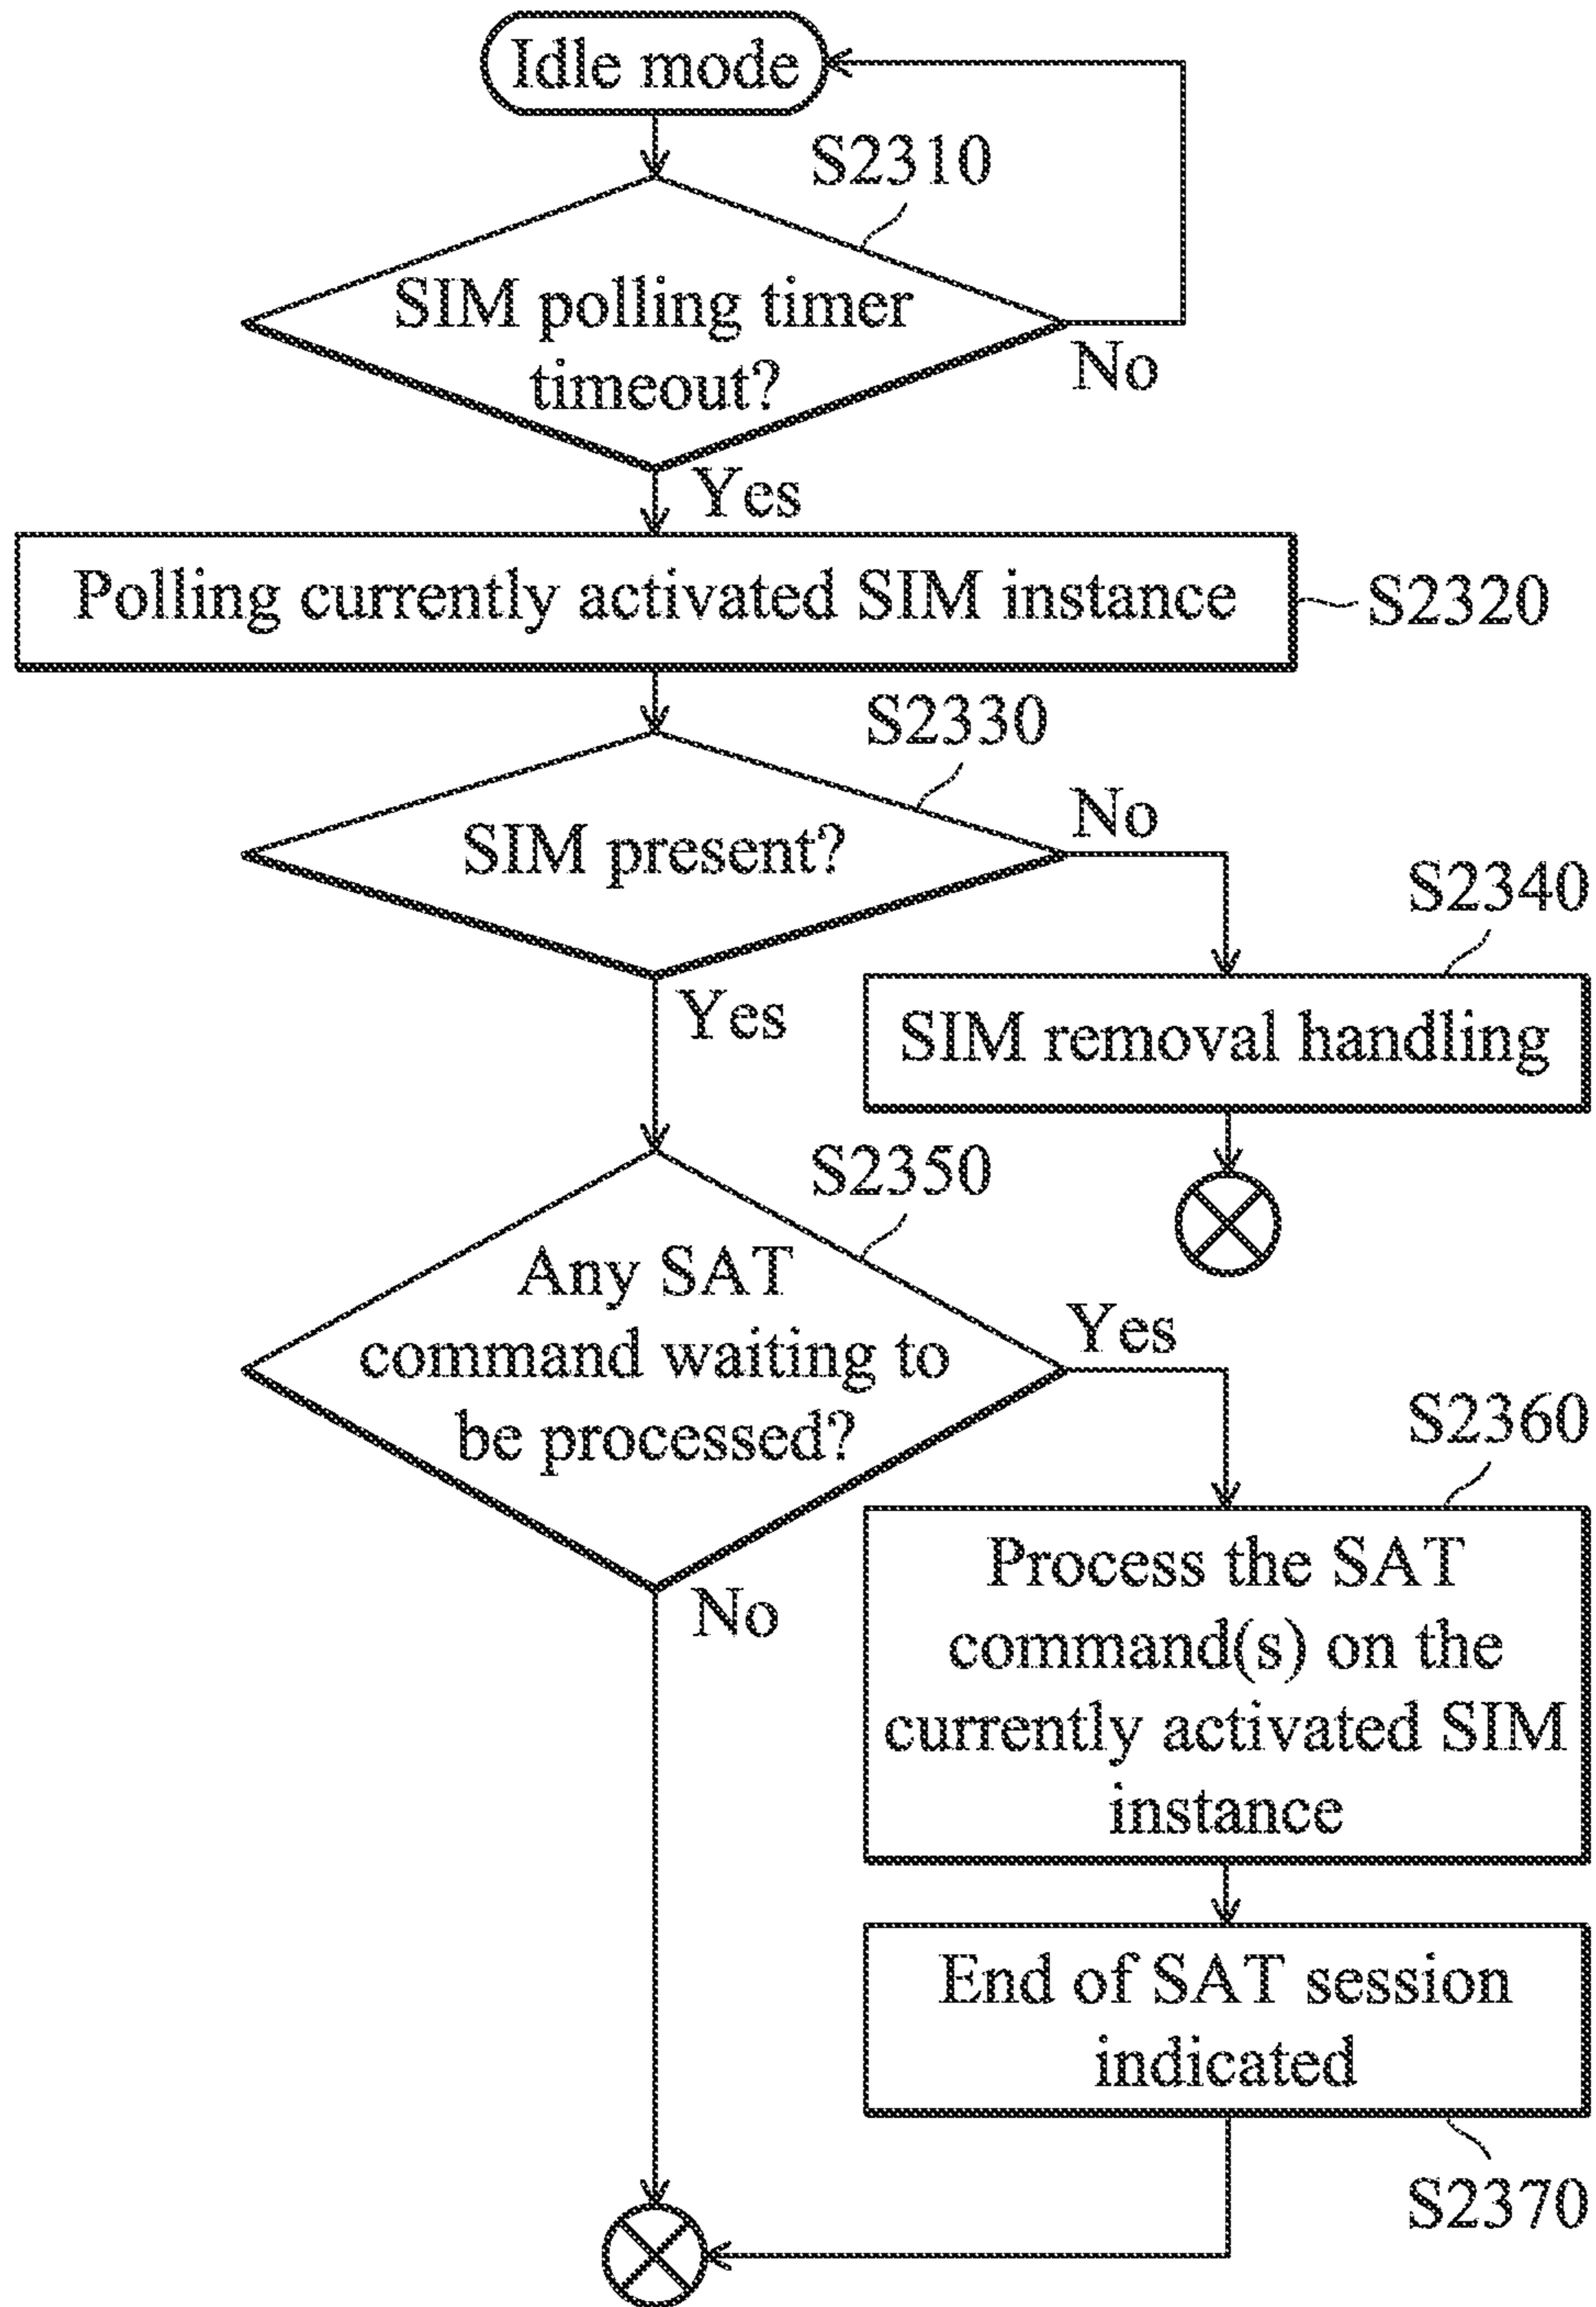 Idle mode
S2310
SIM polling timer
timeout?
No
Yes
Polling currently activated SIM instance
S2320
S2330
SIM present?
No
Yes
S2340
SIM removal handling
S2350
Any SAT
command waiting to
be processed?
Yes
No
S2360
Process the SAT
command(s) on the
currently activated SIM
instance
End of SAT session
indicated
S2370